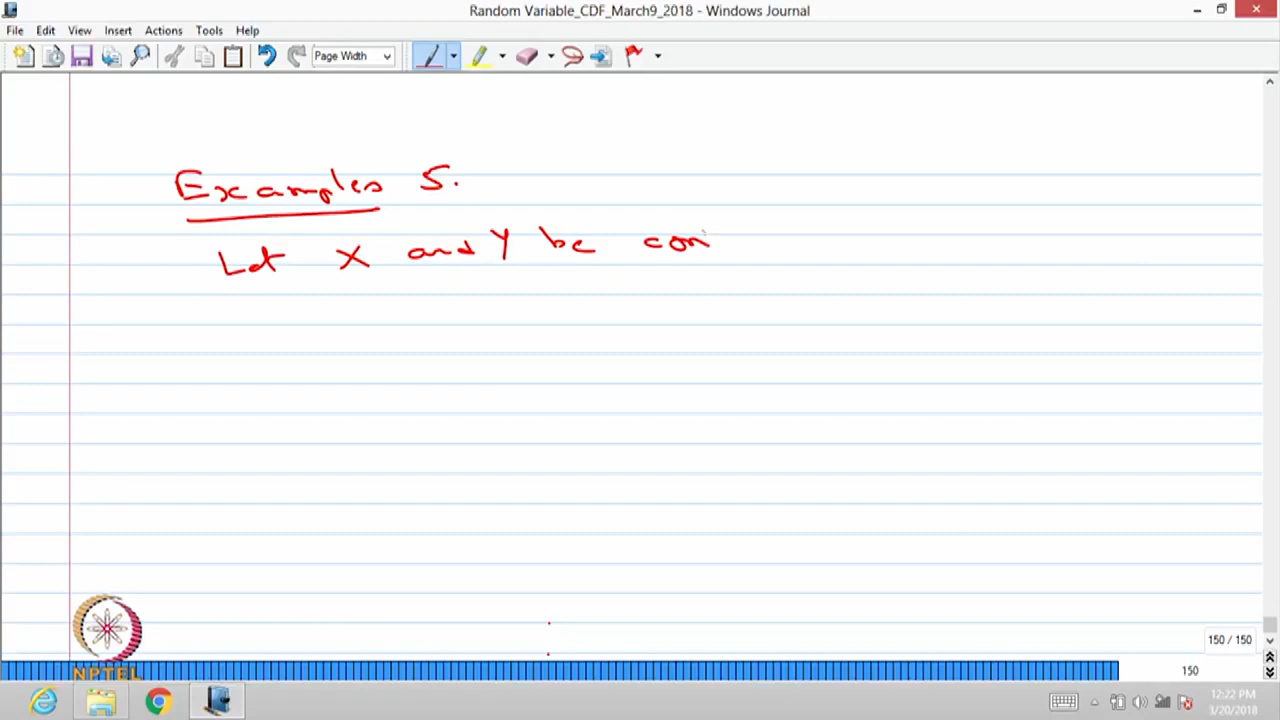 Random Variable_CDF_March9_2018 - Windows Journal
File Edit View Insert Actions Tools Help
Page Width
Examples 5.
Let X and Y be con
150 / 150
NPTEL
150
12:22 PM
3/20/2018